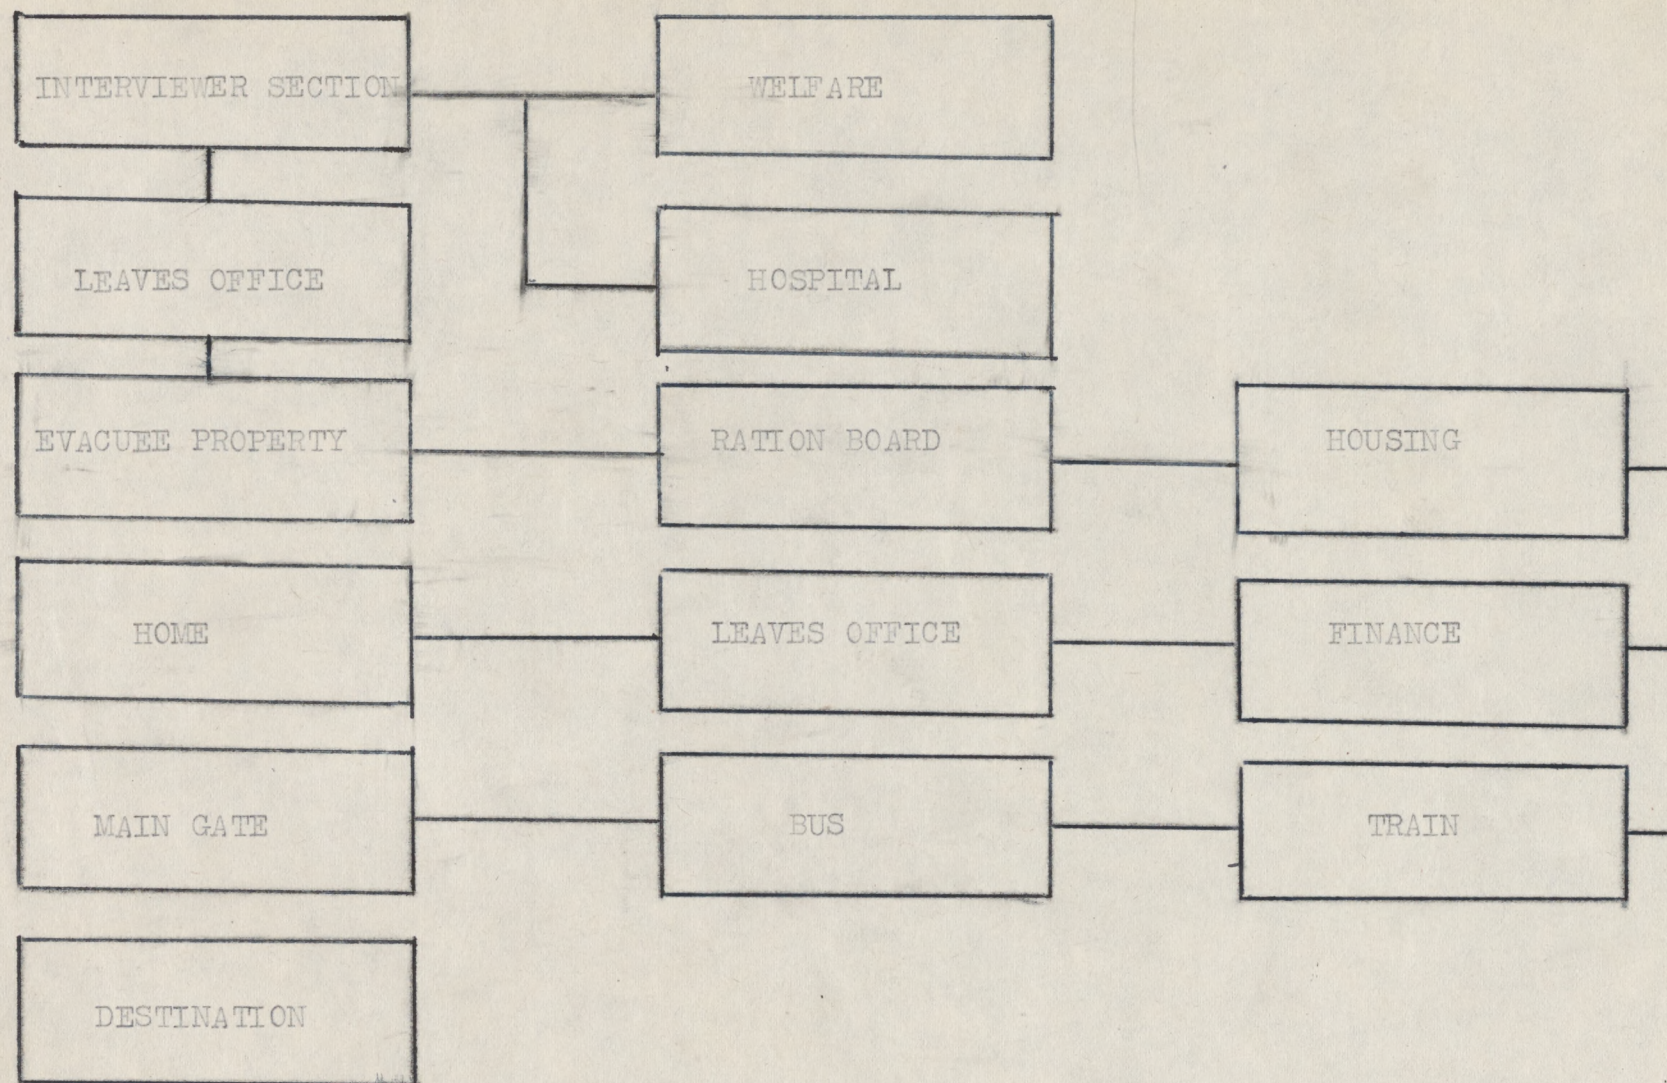 INTERVIEWER SECTION
WELFARE
LEAVES OFFICE
HOSPITAL
EVACUEE PROPERTY
RATION BOARD
HOUSING
HOME
LEAVES OFFICE
FINANCE
MAIN GATE
BUS
TRAIN
DESTINATION